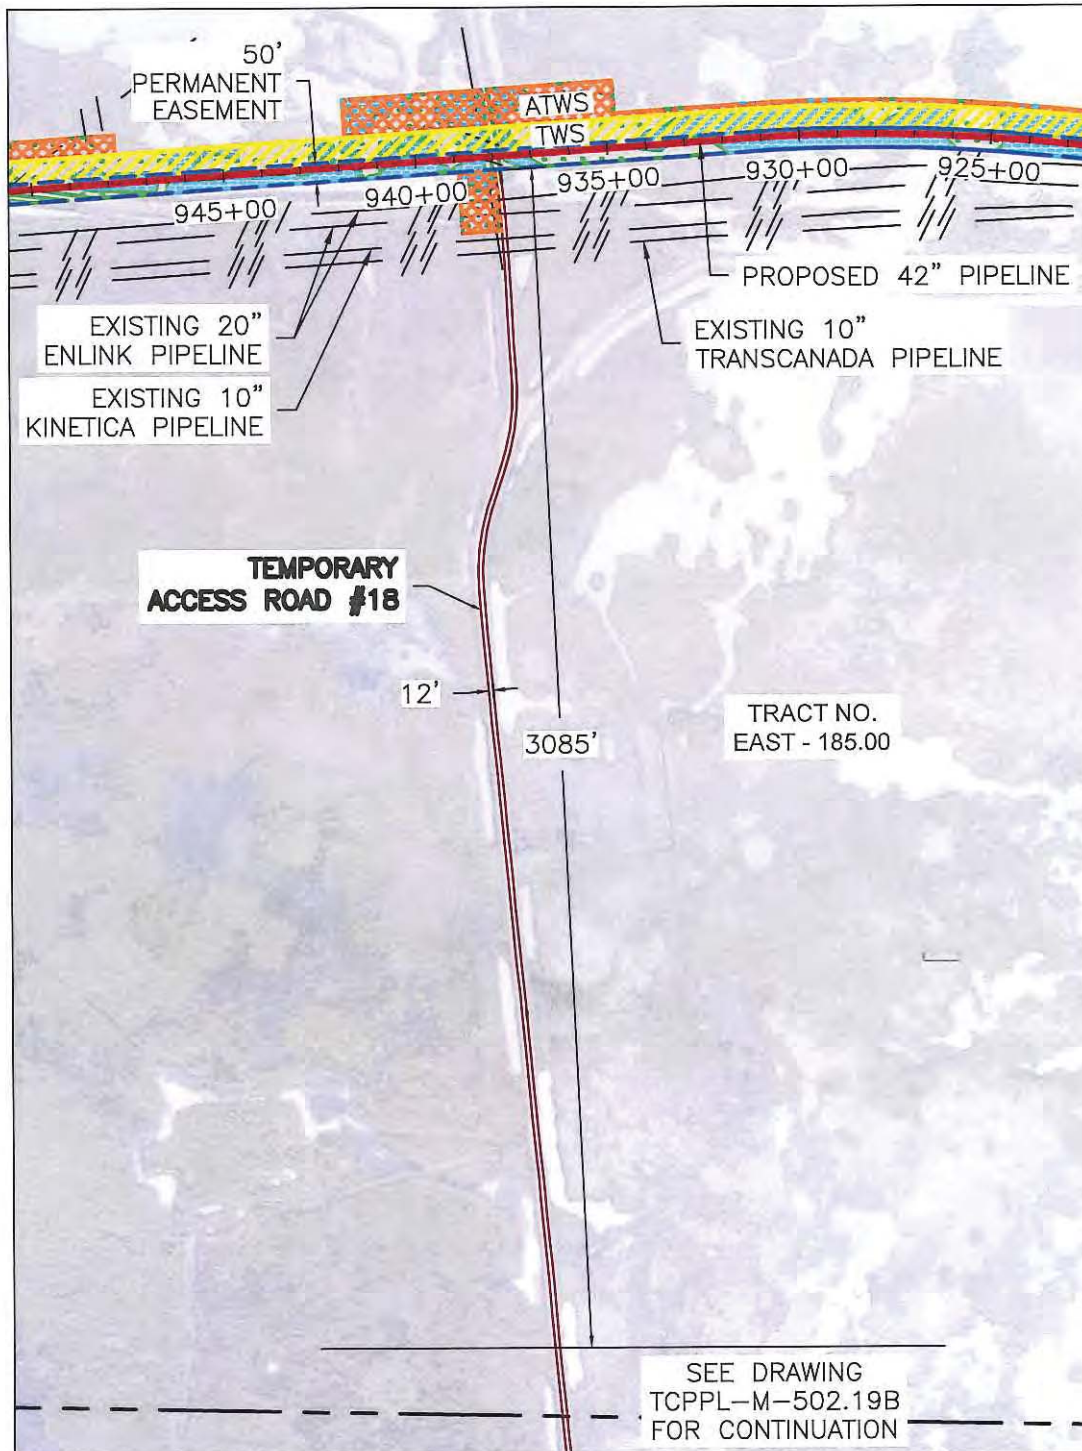 50'
PERMANENT
EASEMENT
ATWS
TWS
945+00
940+00
935+00
930+00
925+00
PROPOSED 42" PIPELINE
EXISTING 20"
ENLINK PIPELINE
EXISTING 10"
TRANSCANADA PIPELINE
EXISTING 10"
KINETICA PIPELINE
TEMPORARY
ACCESS ROAD #18
12'
3085'
TRACT NO.
EAST - 185.00
SEE DRAWING
TCPPL-M-502.19B
FOR CONTINUATION